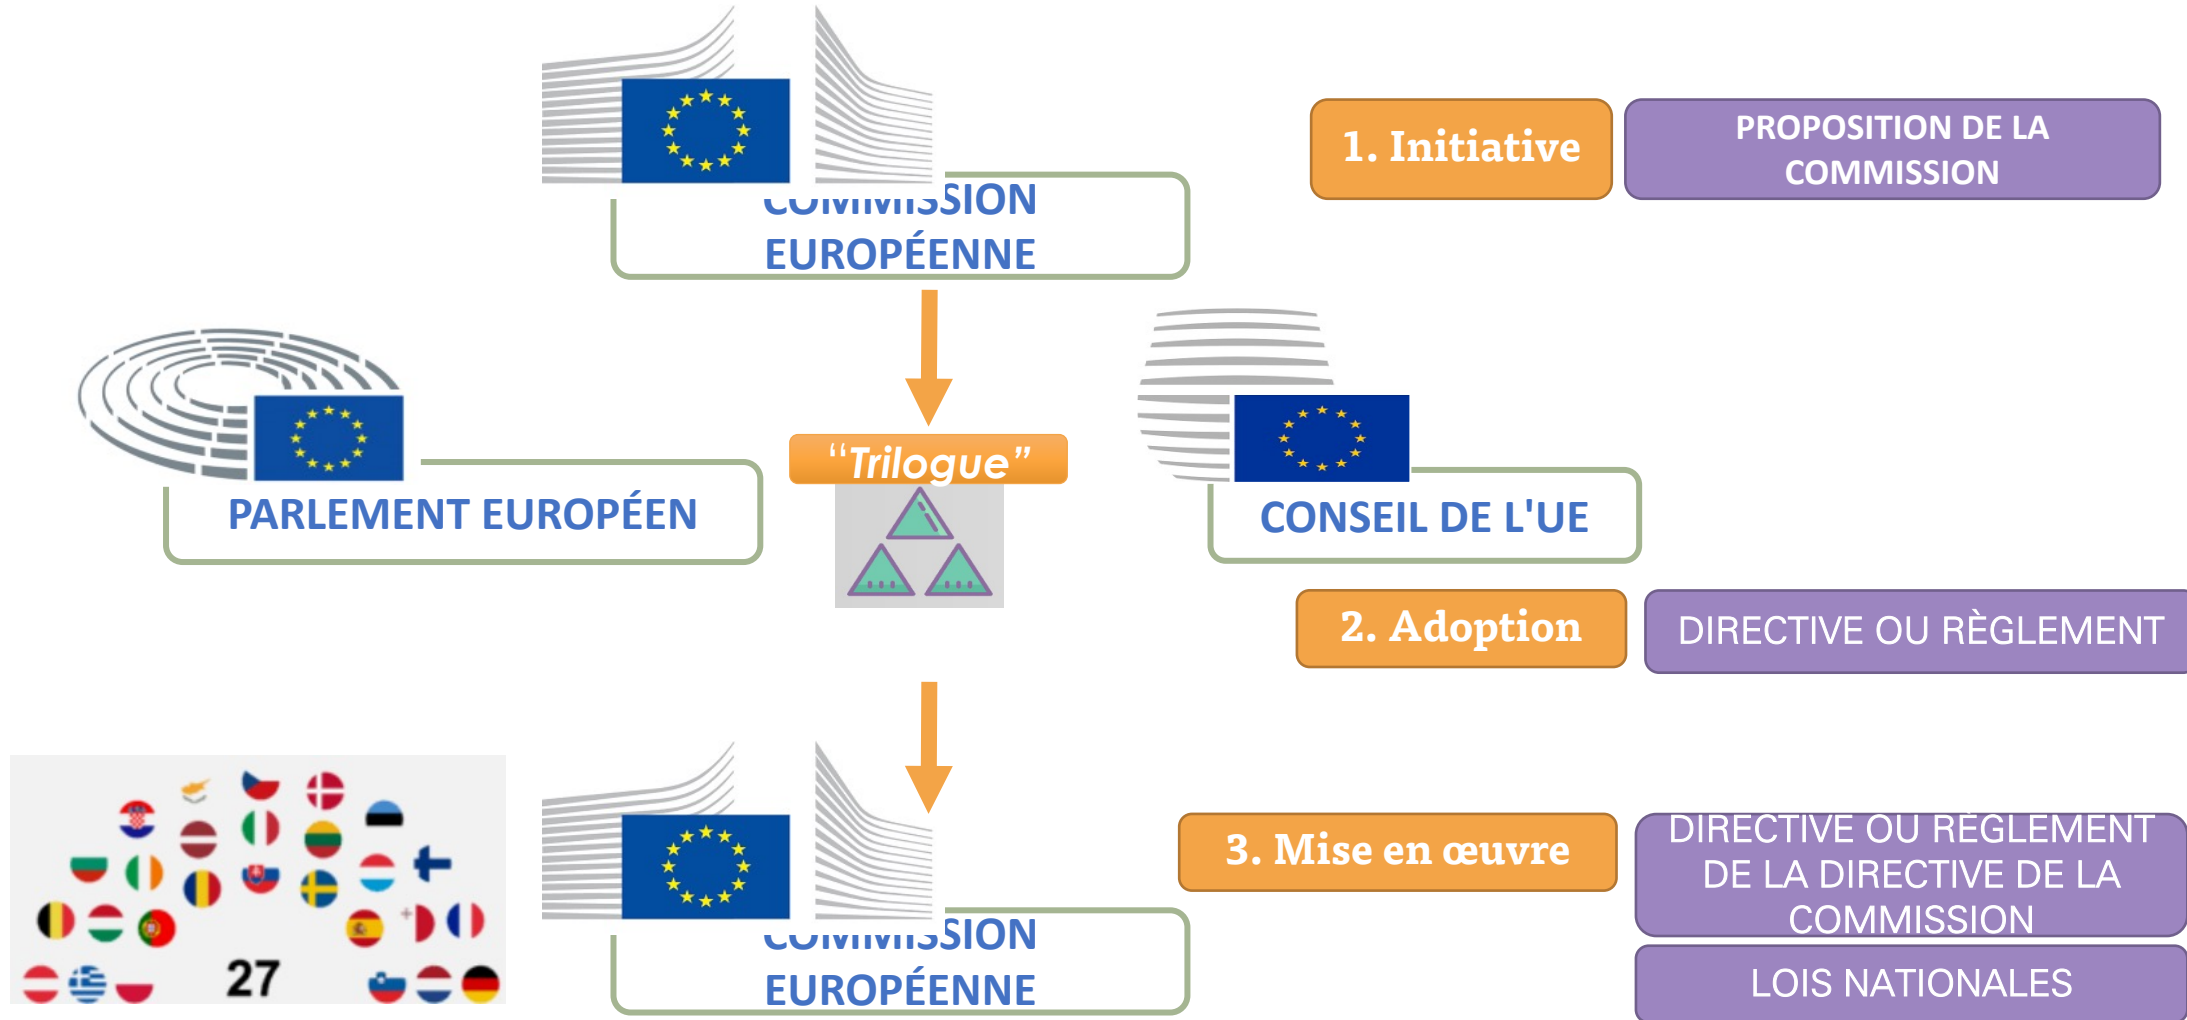 1. Initiative
PROPOSITION DE LA
COMMISSION
COMMISSION
EUROPÉENNE
PARLEMENT EUROPÉEN
“Trilogue”
CONSEIL DE L'UE
2. Adoption
DIRECTIVE OU RÈGLEMENT
3. Mise en œuvre
DIRECTIVE OU RÈGLEMENT
DE LA DIRECTIVE DE LA
COMMISSION
LOIS NATIONALES
27
COMMISSION
EUROPÉENNE